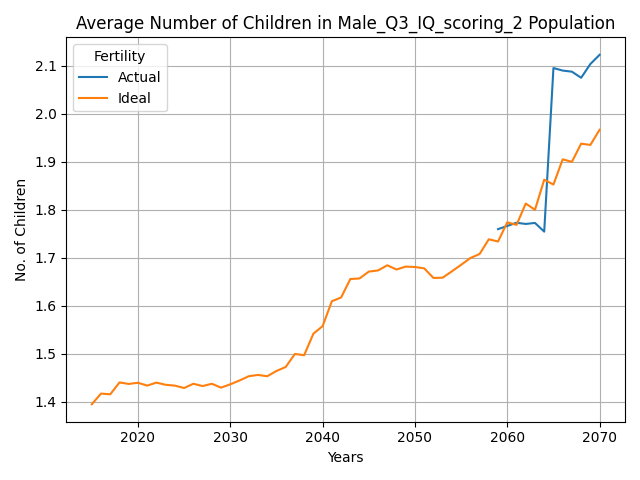 Average Number of Children in Male_Q3_IQ_scoring_2 Population
Fertility
Actual
Ideal
No. of Children
2.1
2.0
1.9
1.8
1.7
1.6
1.5
1.4
2020 2030 2040 2050 2060 2070
Years